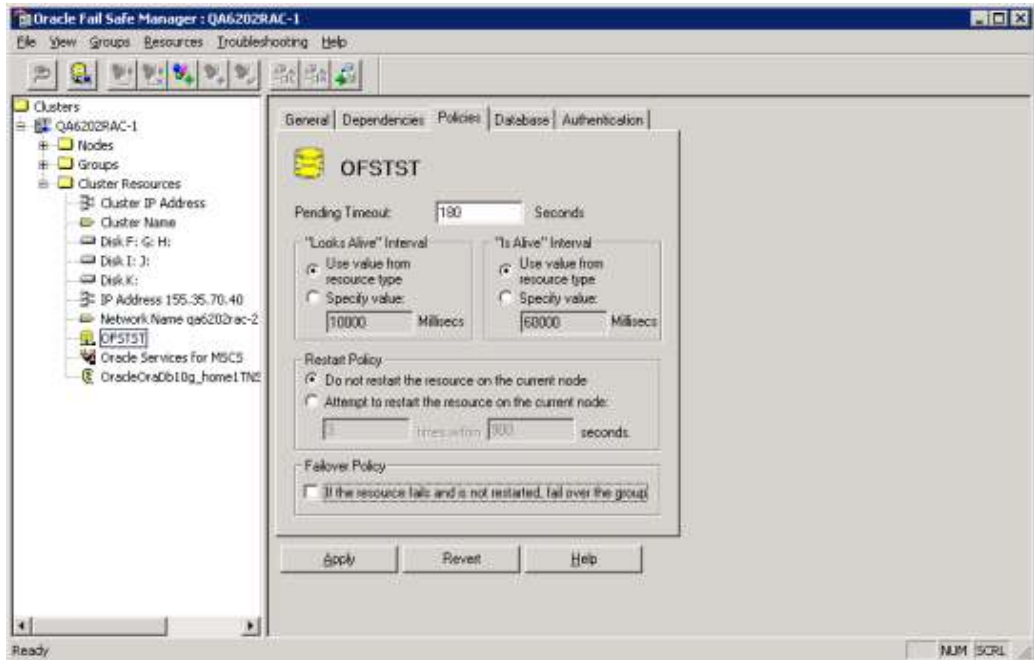 Oracle Fail Safe Manager : QA6202RAC-1
File View Groups Resources Troubleshooting Help
Clusters
QA6202RAC-1
Nodes
Groups
Cluster Resources
Cluster IP Address
Cluster Name
Disk F: G: H:
Disk I: J:
Disk K:
IP Address 155.35.70.40
Network Name qa6202rac-2
OFSTST
Oracle Services for MSCS
OracleOraDb10g_home1TNS
General Dependencies Policies Database Authentication
OFSTST
Pending Timeout: 180 Seconds
"Looks Alive" Interval
Use value from
resource type
Specify value:
10000 Millisecs
"Is Alive" Interval
Use value from
resource type
Specify value:
60000 Millisecs
Restart Policy
Do not restart the resource on the current node
Attempt to restart the resource on the current node:
3 times within 900 seconds.
Failover Policy
If the resource fails and is not restarted, fail over the group
Apply Revert Help
Ready NUM SCRL